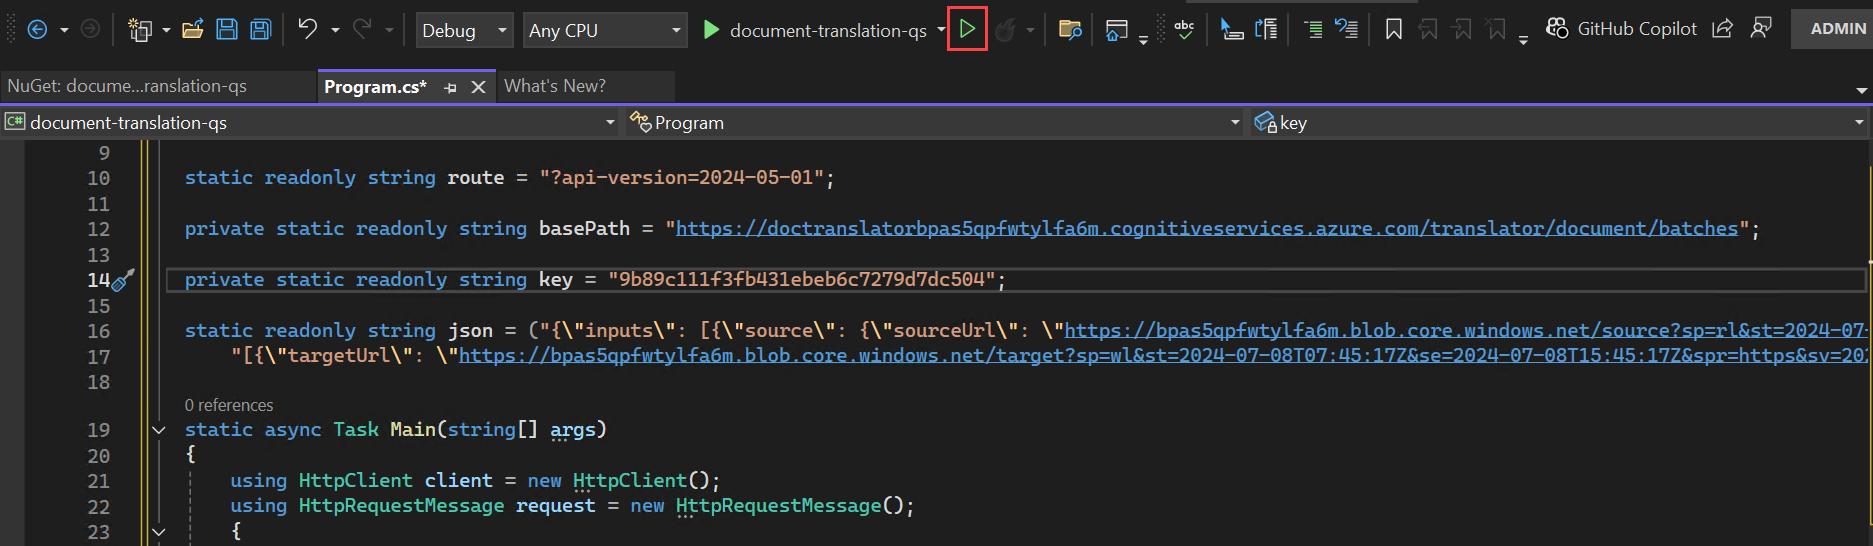 Debug Any CPU document-translation-qs abc GitHub Copilot ADMIN
NuGet: docume...ranslation-qs Program.cs* What's New?
C# document-translation-qs Program key
9
10 static readonly string route = "?api-version=2024-05-01";
11
12 private static readonly string basePath = "https://doctranslatorbpas5qpfwtylfa6m.cognitiveservices.azure.com/translator/document/batches";
13
14 private static readonly string key = "9b89c111f3fb431ebeb6c7279d7dc504";
15
16 static readonly string json = ("{\"inputs\": [{\"source\": {\"sourceUrl\": \"https://bpas5qpfwtylfa6m.blob.core.windows.net/source?sp=rl&st=2024-07-
17 "[{\"targetUrl\": \"https://bpas5qpfwtylfa6m.blob.core.windows.net/target?sp=wl&st=2024-07-08T07:45:17Z&se=2024-07-08T15:45:17Z&spr=https&sv=202
18
0 references
19 static async Task Main(string[] args)
20 {
21 using HttpClient client = new HttpClient();
22 using HttpRequestMessage request = new HttpRequestMessage();
23 {